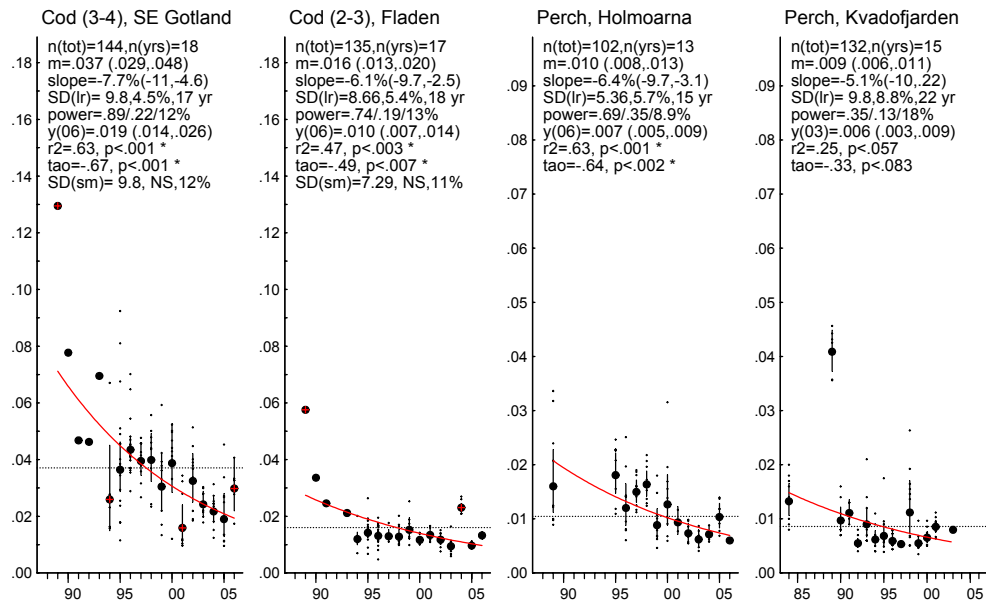 Cod (3-4), SE Gotland
n(tot)=144,n(yrs)=18
m=.037 (.029,.048)
slope=-7.7%(-11,-4.6)
SD(lr)= 9.8,4.5%,17 yr
power=.89/.22/12%
y(06)=.019 (.014,.026)
r2=.63, p<.001 *
tao=-.67, p<.001 *
SD(sm)= 9.8, NS,12%
.18
.16
.14
.12
.10
.08
.06
.04
.02
.00
90
95
00
05
Cod (2-3), Fladen
n(tot)=135,n(yrs)=17
m=.016 (.013,.020)
slope=-6.1%(-9.7,-2.5)
SD(lr)=8.66,5.4%,18 yr
power=.74/.19/13%
y(06)=.010 (.007,.014)
r2=.47, p<.003 *
tao=-.49, p<.007 *
SD(sm)=7.29, NS,11%
.18
.16
.14
.12
.10
.08
.06
.04
.02
.00
90
95
00
05
Perch, Holmoarna
n(tot)=102,n(yrs)=13
m=.010 (.008,.013)
slope=-6.4%(-9.7,-3.1)
SD(lr)=5.36,5.7%,15 yr
power=.69/.35/8.9%
y(06)=.007 (.005,.009)
r2=.63, p<.001 *
tao=-.64, p<.002 *
.09
.08
.07
.06
.05
.04
.03
.02
.01
.00
90
95
00
05
Perch, Kvadofjarden
n(tot)=132,n(yrs)=15
m=.009 (.006,.011)
slope=-5.1%(-10,.22)
SD(lr)= 9.8,8.8%,22 yr
power=.35/.13/18%
y(03)=.006 (.003,.009)
r2=.25, p<.057
tao=-.33, p<.083
.09
.08
.07
.06
.05
.04
.03
.02
.01
.00
85
90
95
00
05